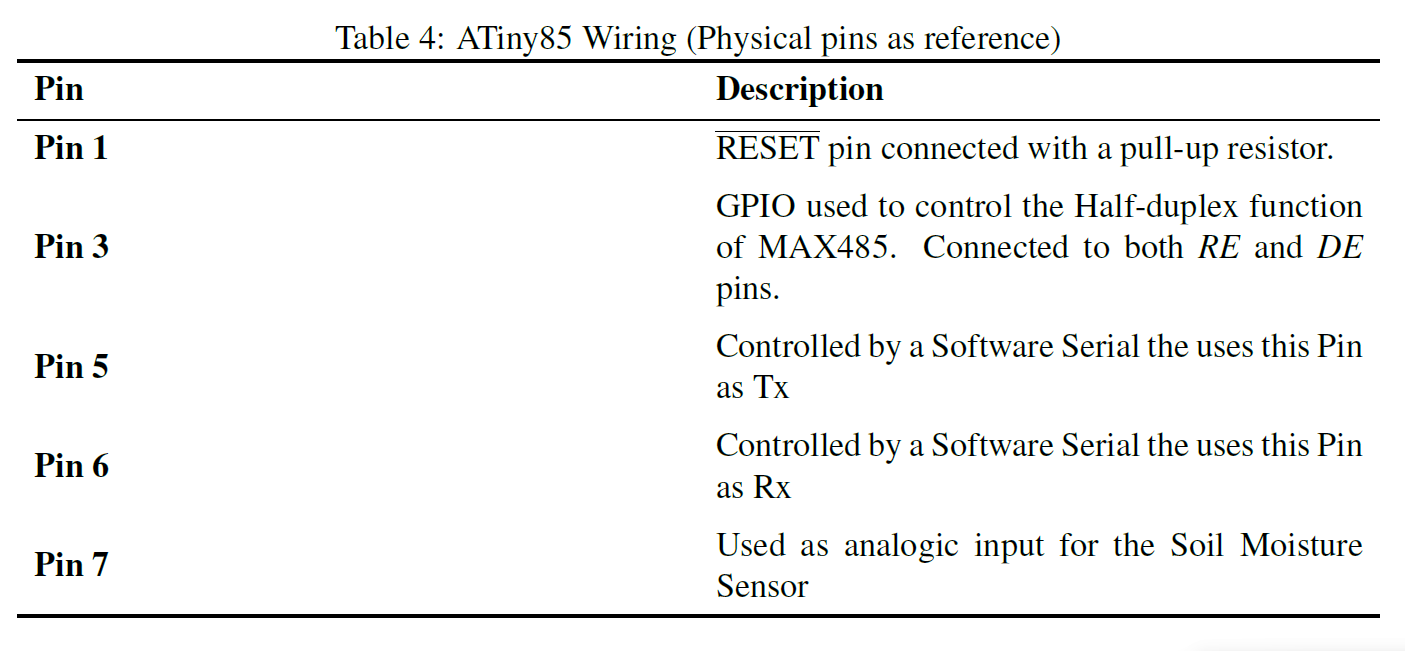 Table 4: ATiny85 Wiring (Physical pins as reference)
Pin Description
Pin 1 RESET pin connected with a pull-up resistor.
Pin 3 GPIO used to control the Half-duplex function
of MAX485. Connected to both RE and DE
pins.
Pin 5 Controlled by a Software Serial the uses this Pin
as Tx
Pin 6 Controlled by a Software Serial the uses this Pin
as Rx
Pin 7 Used as analogic input for the Soil Moisture
Sensor